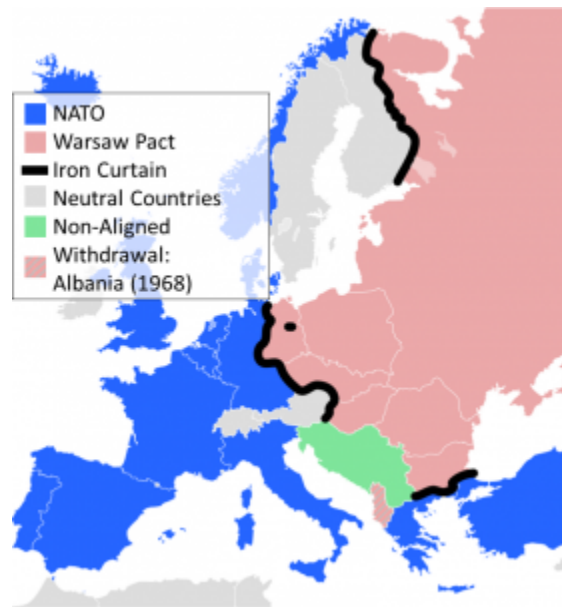 NATO
Warsaw Pact
Iron Curtain
Neutral Countries
Non-Aligned
Withdrawal:
Albania (1968)